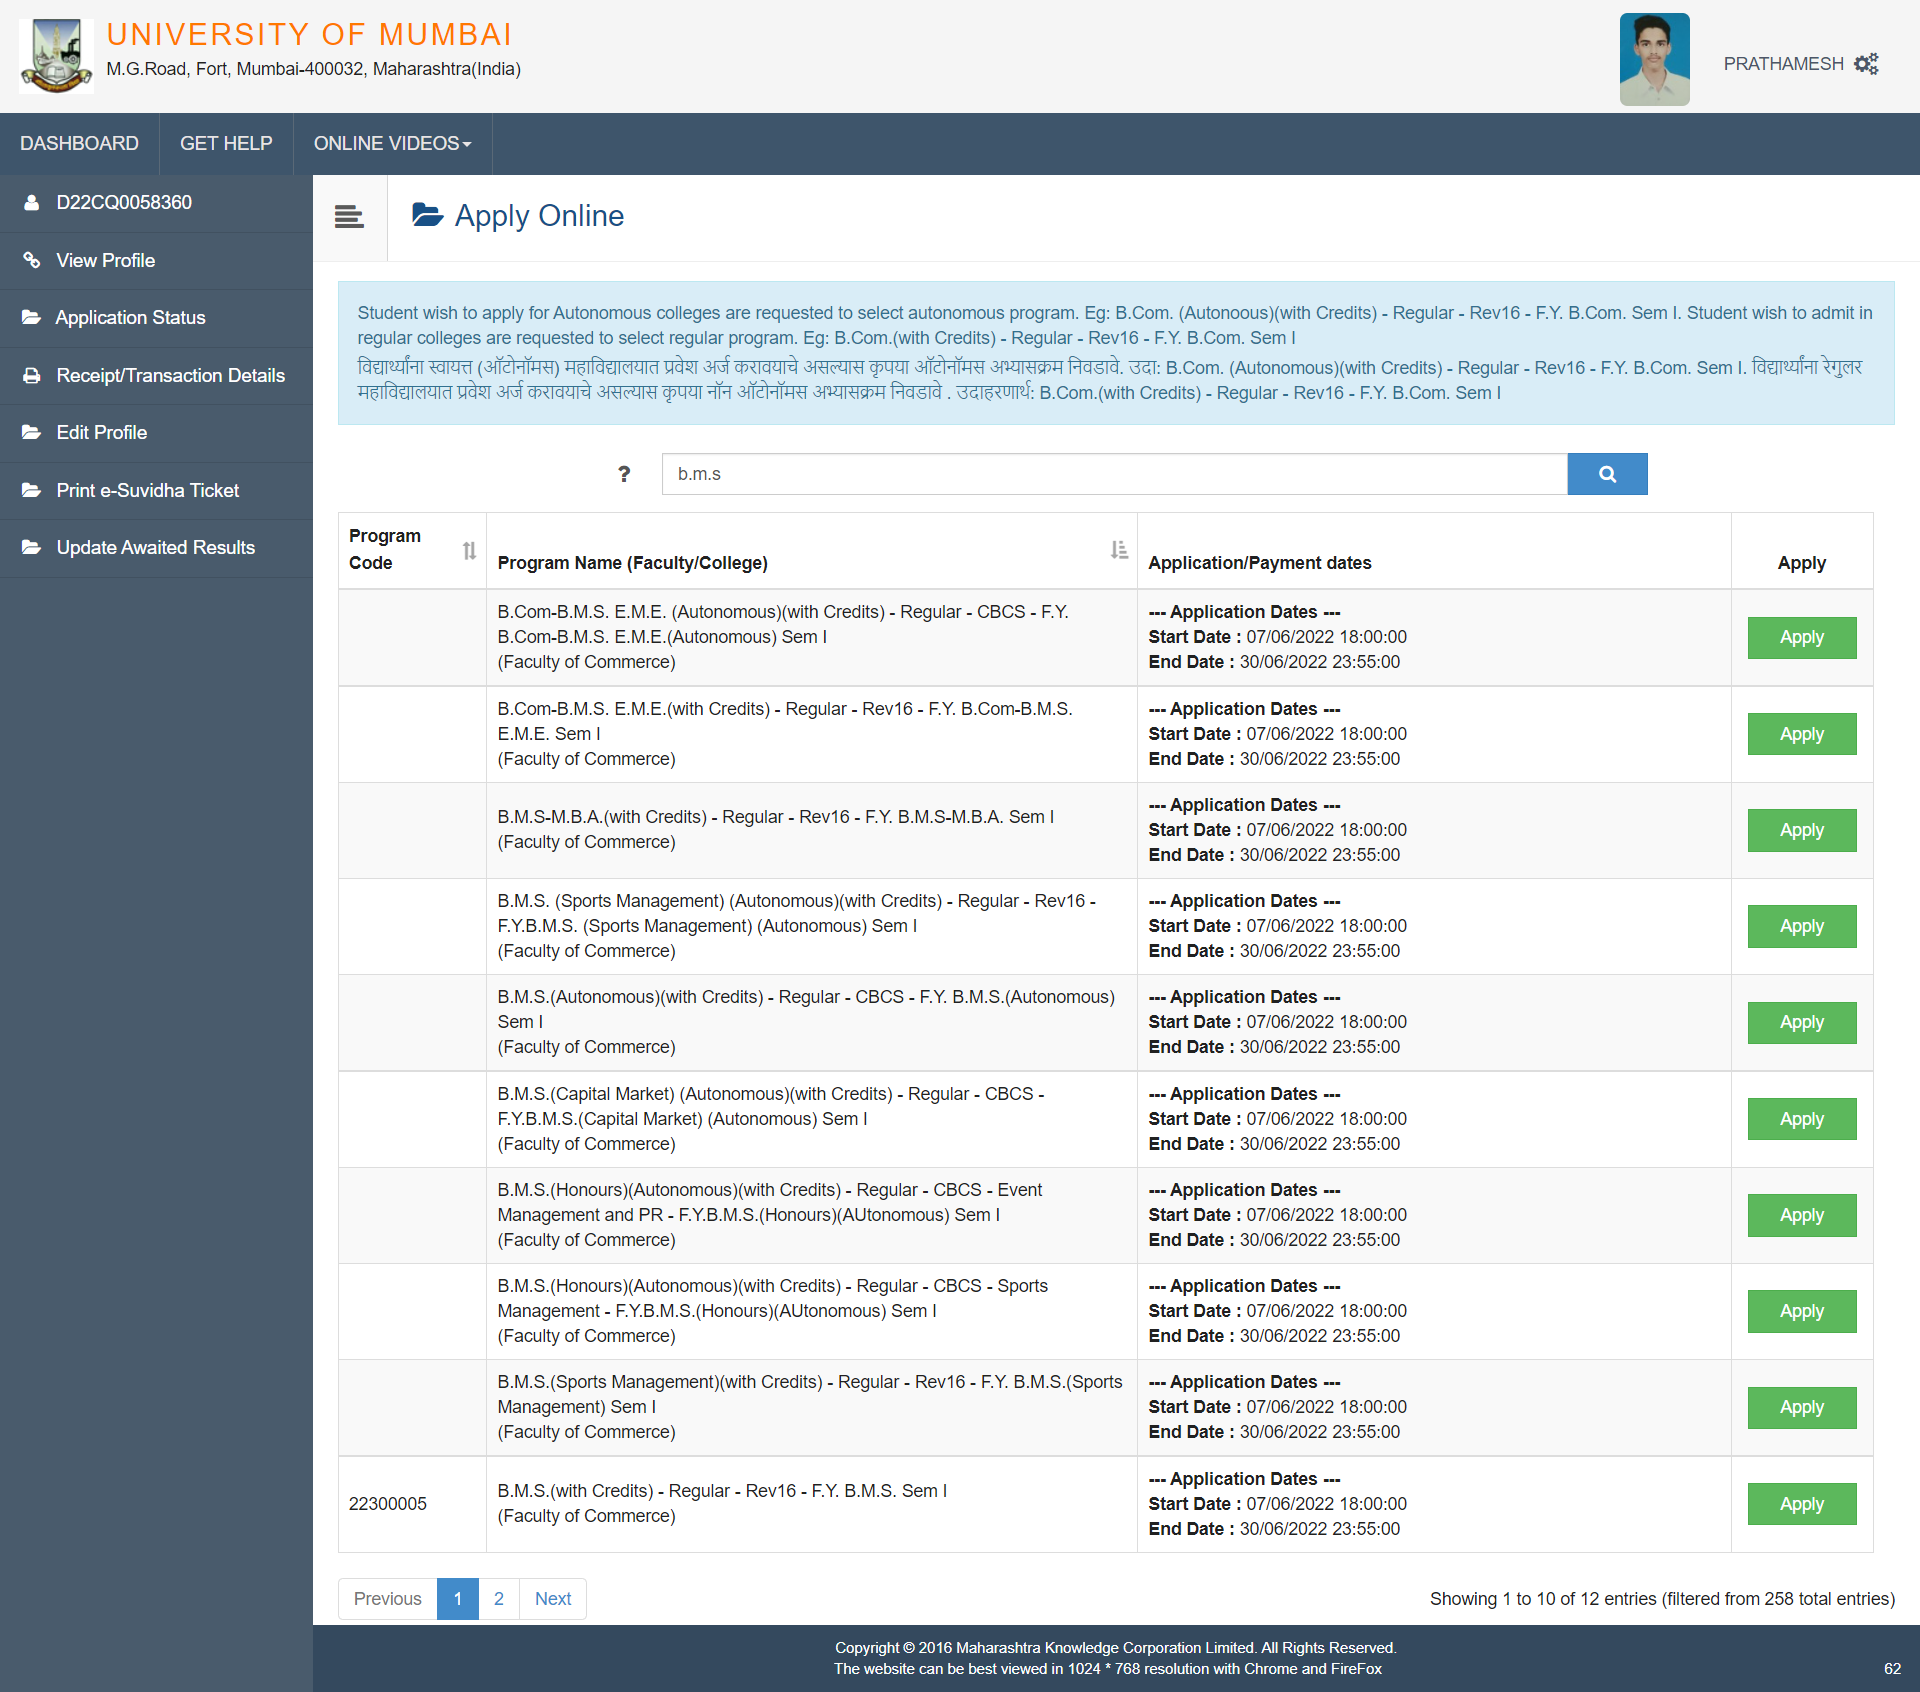 UNIVERSITY OF MUMBAI
M.G.Road, Fort, Mumbai-400032, Maharashtra(India)
PRATHAMESH
DASHBOARD
GET HELP
ONLINE VIDEOS
D22CQ0058360
View Profile
Application Status
Receipt/Transaction Details
Edit Profile
Print e-Suvidha Ticket
Update Awaited Results
Apply Online
Student wish to apply for Autonomous colleges are requested to select autonomous program. Eg: B.Com. (Autonoous)(with Credits) - Regular - Rev16 - F.Y. B.Com. Sem I. Student wish to admit in
regular colleges are requested to select regular program. Eg: B.Com.(with Credits) - Regular - Rev16 - F.Y. B.Com. Sem I
विद्यार्थ्यांना स्वायत्त (ऑटोनॉमस) महाविद्यालयात प्रवेश अर्ज करावयाचे असल्यास कृपया ऑटोनॉमस अभ्यासक्रम निवडावे. उदा: B.Com. (Autonomous)(with Credits) - Regular - Rev16 - F.Y. B.Com. Sem I. विद्यार्थ्यांना रेगुलर
महाविद्यालयात प्रवेश अर्ज करावयाचे असल्यास कृपया नॉन ऑटोनॉमस अभ्यासक्रम निवडावे . उदाहरणार्थ: B.Com.(with Credits) - Regular - Rev16 - F.Y. B.Com. Sem I
?
b.m.s
Program
Code
Program Name (Faculty/College)
Application/Payment dates
Apply
B.Com-B.M.S. E.M.E. (Autonomous)(with Credits) - Regular - CBCS - F.Y.
B.Com-B.M.S. E.M.E.(Autonomous) Sem I
(Faculty of Commerce)
--- Application Dates ---
Start Date : 07/06/2022 18:00:00
End Date : 30/06/2022 23:55:00
Apply
B.Com-B.M.S. E.M.E.(with Credits) - Regular - Rev16 - F.Y. B.Com-B.M.S.
E.M.E. Sem I
(Faculty of Commerce)
--- Application Dates ---
Start Date : 07/06/2022 18:00:00
End Date : 30/06/2022 23:55:00
Apply
B.M.S-M.B.A.(with Credits) - Regular - Rev16 - F.Y. B.M.S-M.B.A. Sem I
(Faculty of Commerce)
--- Application Dates ---
Start Date : 07/06/2022 18:00:00
End Date : 30/06/2022 23:55:00
Apply
B.M.S. (Sports Management) (Autonomous)(with Credits) - Regular - Rev16 -
F.Y.B.M.S. (Sports Management) (Autonomous) Sem I
(Faculty of Commerce)
--- Application Dates ---
Start Date : 07/06/2022 18:00:00
End Date : 30/06/2022 23:55:00
Apply
B.M.S.(Autonomous)(with Credits) - Regular - CBCS - F.Y. B.M.S.(Autonomous)
Sem I
(Faculty of Commerce)
--- Application Dates ---
Start Date : 07/06/2022 18:00:00
End Date : 30/06/2022 23:55:00
Apply
B.M.S.(Capital Market) (Autonomous)(with Credits) - Regular - CBCS -
F.Y.B.M.S.(Capital Market) (Autonomous) Sem I
(Faculty of Commerce)
--- Application Dates ---
Start Date : 07/06/2022 18:00:00
End Date : 30/06/2022 23:55:00
Apply
B.M.S.(Honours)(Autonomous)(with Credits) - Regular - CBCS - Event
Management and PR - F.Y.B.M.S.(Honours)(AUtonomous) Sem I
(Faculty of Commerce)
--- Application Dates ---
Start Date : 07/06/2022 18:00:00
End Date : 30/06/2022 23:55:00
Apply
B.M.S.(Honours)(Autonomous)(with Credits) - Regular - CBCS - Sports
Management - F.Y.B.M.S.(Honours)(AUtonomous) Sem I
(Faculty of Commerce)
--- Application Dates ---
Start Date : 07/06/2022 18:00:00
End Date : 30/06/2022 23:55:00
Apply
B.M.S.(Sports Management)(with Credits) - Regular - Rev16 - F.Y. B.M.S.(Sports
Management) Sem I
(Faculty of Commerce)
--- Application Dates ---
Start Date : 07/06/2022 18:00:00
End Date : 30/06/2022 23:55:00
Apply
22300005
B.M.S.(with Credits) - Regular - Rev16 - F.Y. B.M.S. Sem I
(Faculty of Commerce)
--- Application Dates ---
Start Date : 07/06/2022 18:00:00
End Date : 30/06/2022 23:55:00
Apply
Previous 1 2 Next
Showing 1 to 10 of 12 entries (filtered from 258 total entries)
Copyright © 2016 Maharashtra Knowledge Corporation Limited. All Rights Reserved.
The website can be best viewed in 1024 * 768 resolution with Chrome and FireFox
62